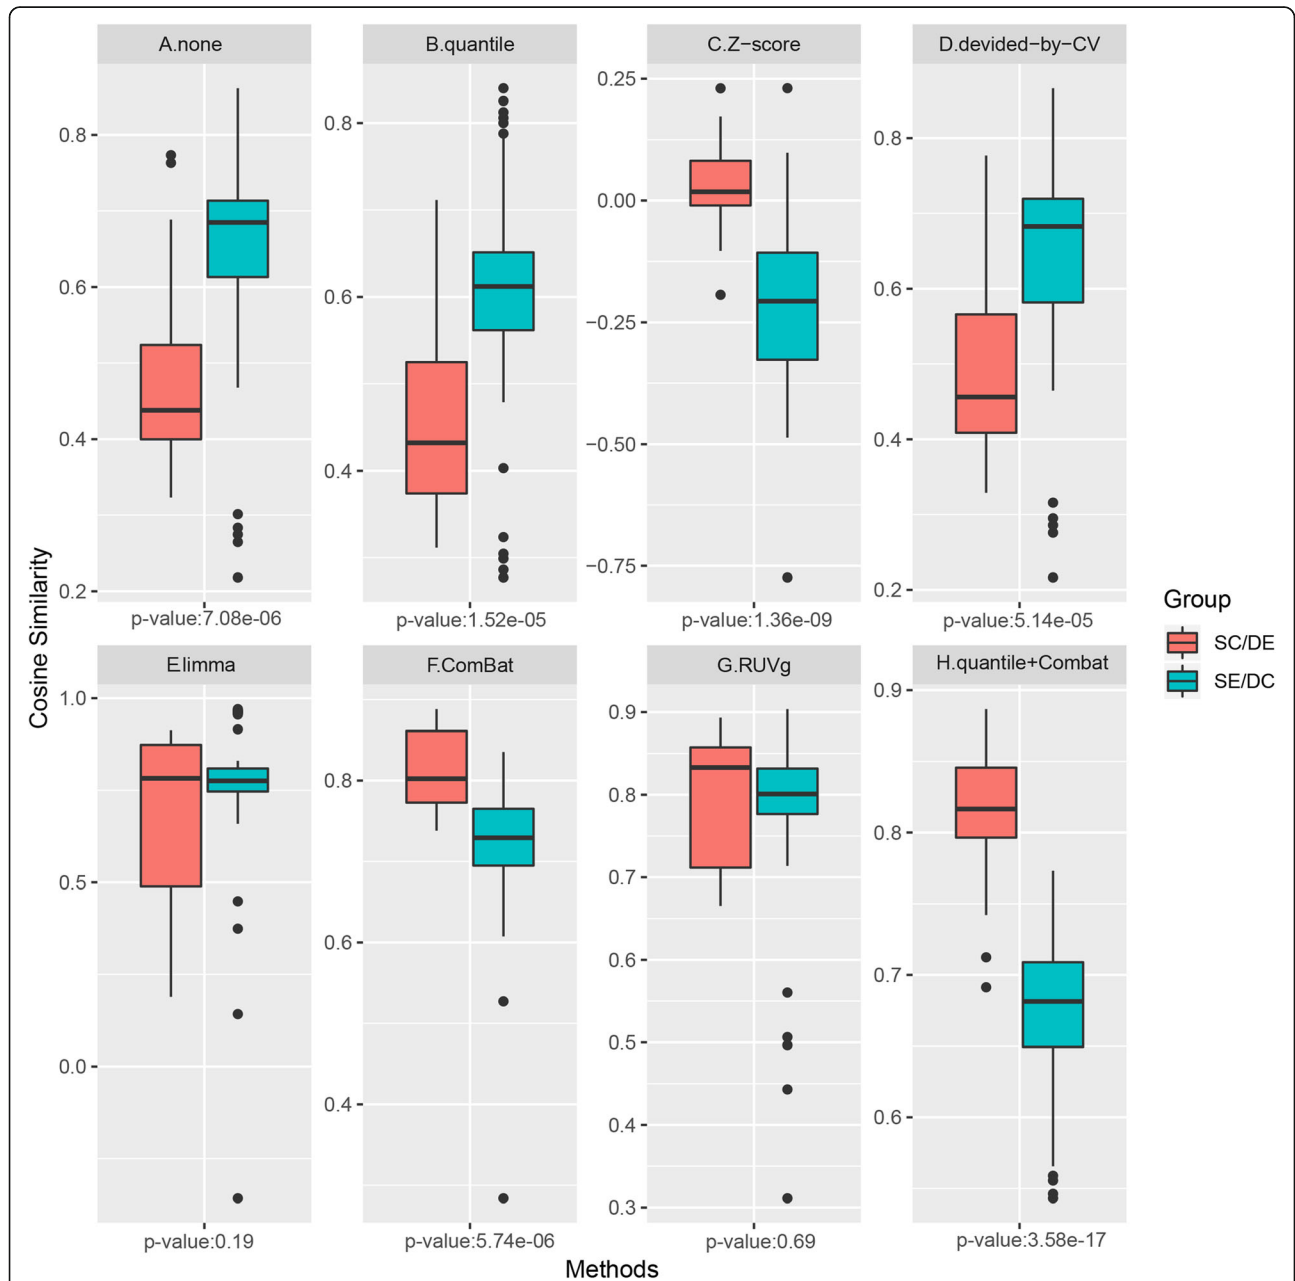 A.none
B.quantile
C.Z−score
D.devided−by−CV
0.8
0.6
0.4
0.2
0.8
0.6
0.4
0.25
0.00
−0.25
−0.50
−0.75
0.8
0.6
0.4
0.2
p-value:7.08e-06
p-value:1.52e-05
p-value:1.36e-09
p-value:5.14e-05
Cosine Similarity
E.limma
F.ComBat
G.RUVg
H.quantile+Combat
1.0
0.5
0.0
0.8
0.6
0.4
0.9
0.8
0.7
0.6
0.5
0.4
0.3
0.9
0.8
0.7
0.6
p-value:0.19
p-value:5.74e-06
p-value:0.69
p-value:3.58e-17
Methods
Group
SC/DE
SE/DC